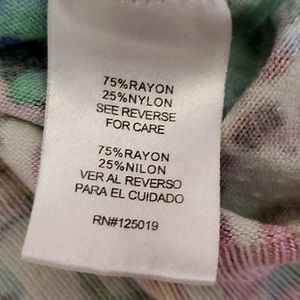 75%RAYON
25%NYLON
SEE REVERSE
FOR CARE
75%RAYON
25%NILON
VER AL REVERSO
PARA EL CUIDADO
RN#125019